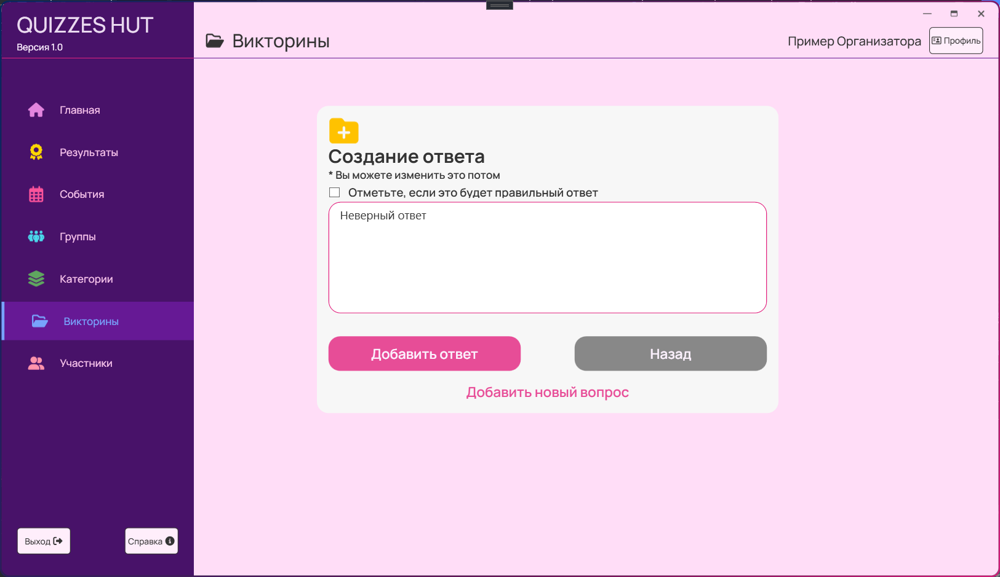 QUIZZES HUT
Версия 1.0
Викторины
Пример Организатора
Профиль
Главная
Результаты
События
Группы
Категории
Викторины
Участники
Выход
Справка
Создание ответа
* Вы можете изменить это потом
Отметьте, если это будет правильный ответ
Неверный ответ
Добавить ответ
Назад
Добавить новый вопрос